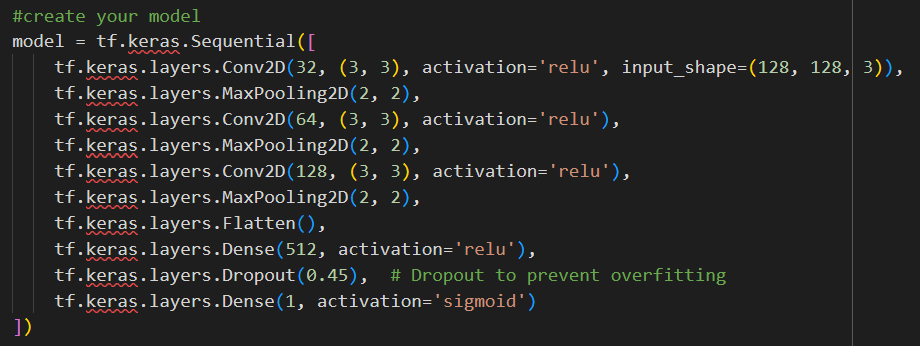 #create your model
model = tf.keras.Sequential([
    tf.keras.layers.Conv2D(32, (3, 3), activation='relu', input_shape=(128, 128, 3)),
    tf.keras.layers.MaxPooling2D(2, 2),
    tf.keras.layers.Conv2D(64, (3, 3), activation='relu'),
    tf.keras.layers.MaxPooling2D(2, 2),
    tf.keras.layers.Conv2D(128, (3, 3), activation='relu'),
    tf.keras.layers.MaxPooling2D(2, 2),
    tf.keras.layers.Flatten(),
    tf.keras.layers.Dense(512, activation='relu'),
    tf.keras.layers.Dropout(0.45),  # Dropout to prevent overfitting
    tf.keras.layers.Dense(1, activation='sigmoid')
])